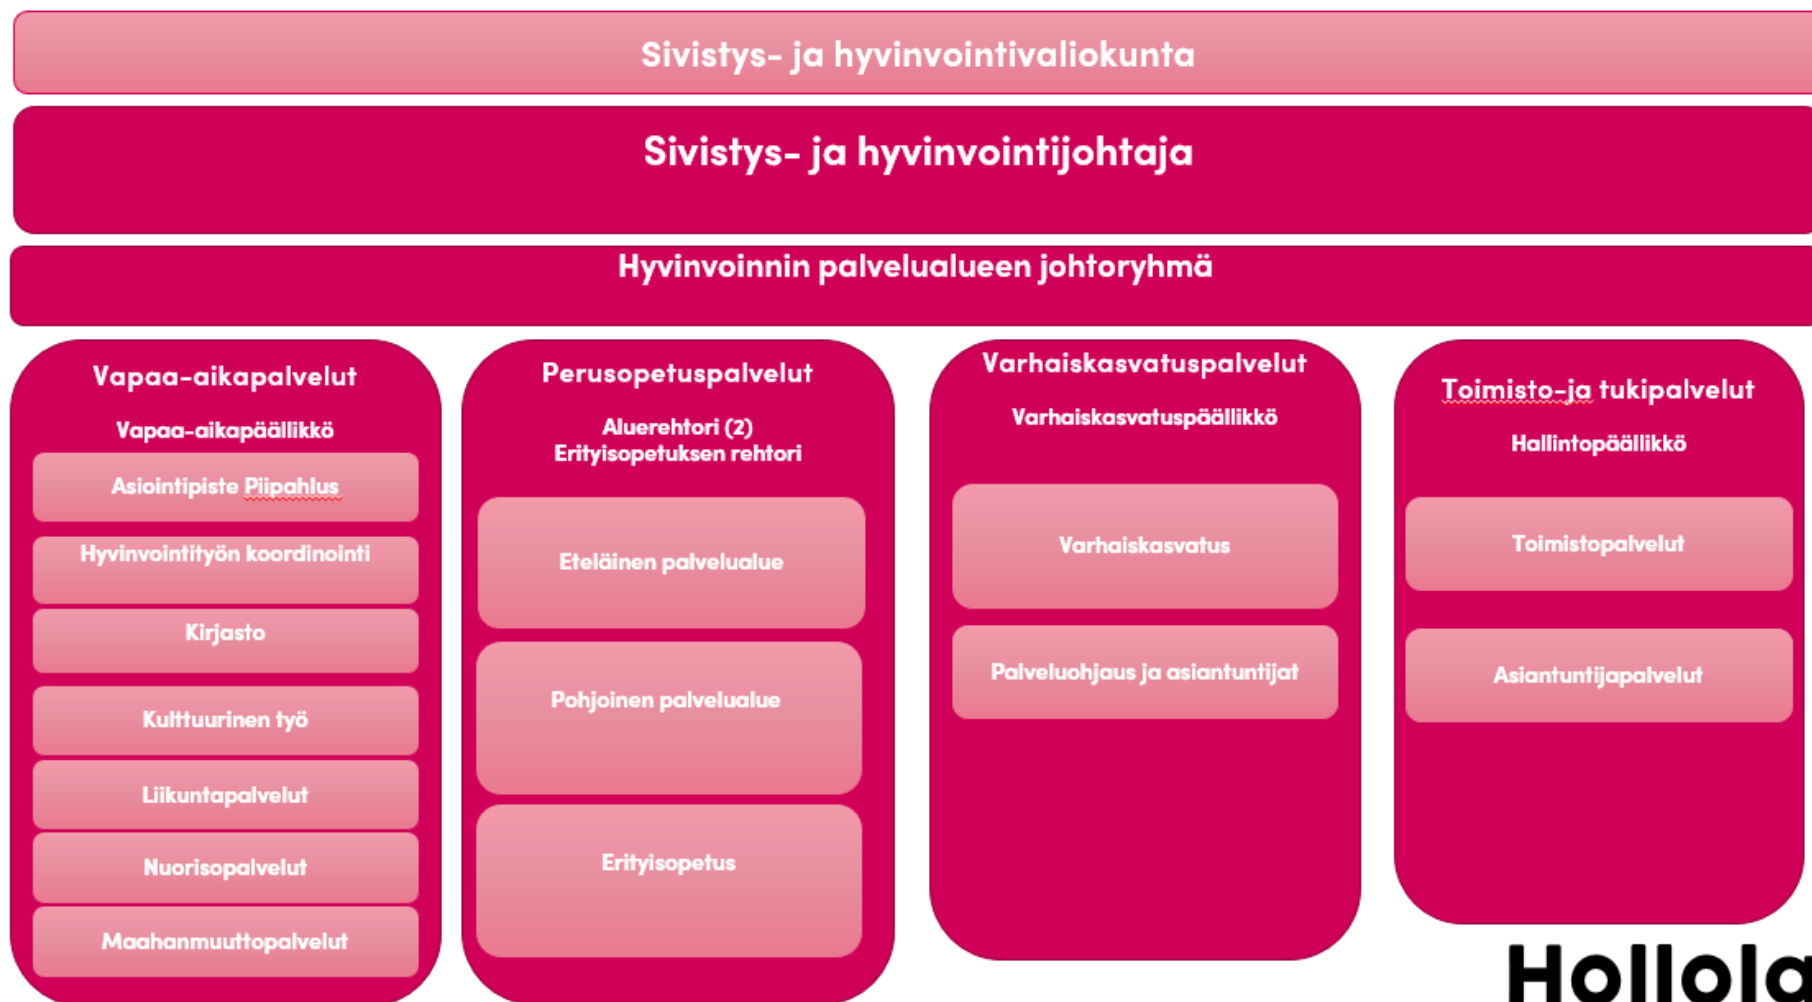 Sivistys- ja hyvinvointivaliokunta
Sivistys- ja hyvinvointijohtaja
Hyvinvoinnin palvelualueen johtoryhmä
Vapaa-aikapalvelut
Vapaa-aikapäällikkö
Asiointipiste Piipahlus
Hyvinvointityön koordinointi
Kirjasto
Kulttuurinen työ
Liikuntapalvelut
Nuorisopalvelut
Maahanmuuttopalvelut
Perusopetuspalvelut
Aluerehtori (2)
Erityisopetuksen rehtori
Eteläinen palvelualue
Pohjoinen palvelualue
Erityisopetus
Varhaiskasvatuspalvelut
Varhaiskasvatuspäällikkö
Varhaiskasvatus
Palveluohjaus ja asiantuntijat
Toimisto-ja tukipalvelut
Hallintopäällikkö
Toimistopalvelut
Asiantuntijapalvelut
Hollola